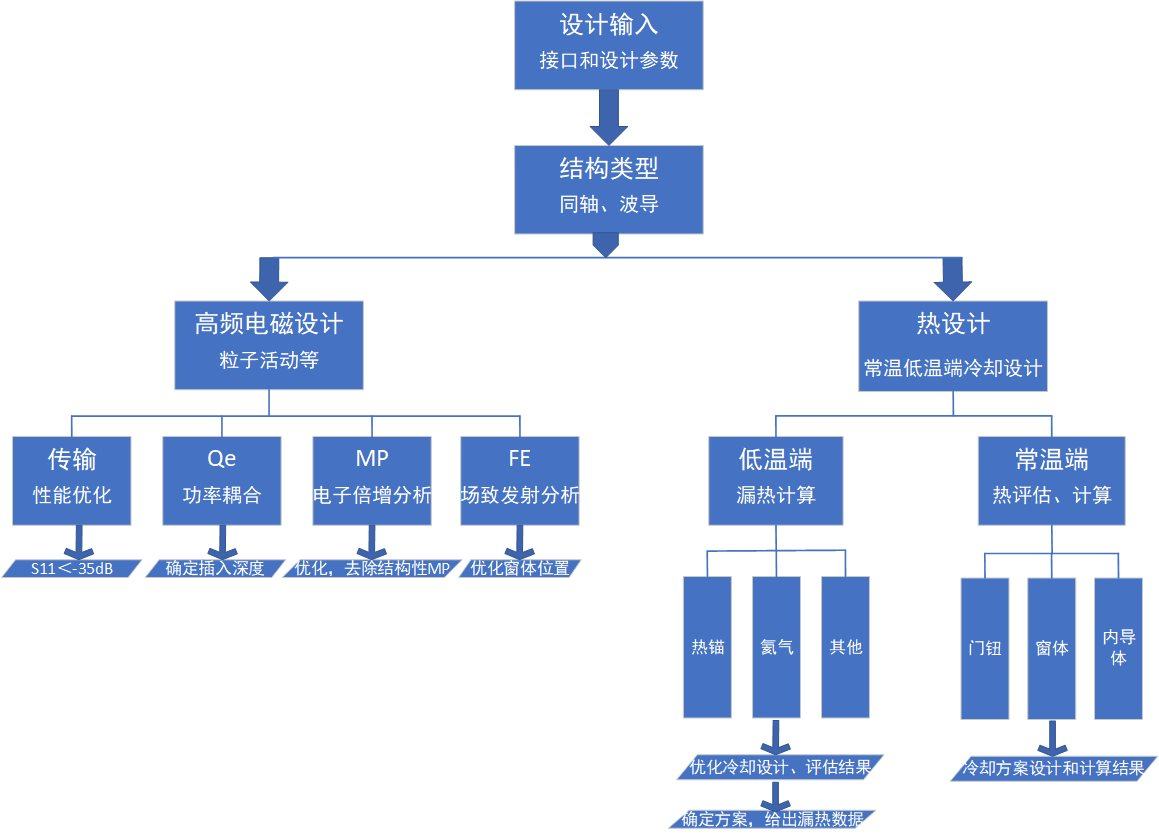 设计输入
接口和设计参数
结构类型
同轴、波导
高频电磁设计
粒子活动等
热设计
常温低温端冷却设计
传输
性能优化
Qe
功率耦合
MP
电子倍增分析
FE
场致发射分析
低温端
漏热计算
常温端
热评估、计算
S11＜-35dB
确定插入深度
优化，去除结构性MP
优化窗体位置
热锚
氦气
其他
门钮
窗体
内导
体
优化冷却设计、评估结果
冷却方案设计和计算结果
确定方案，给出漏热数据